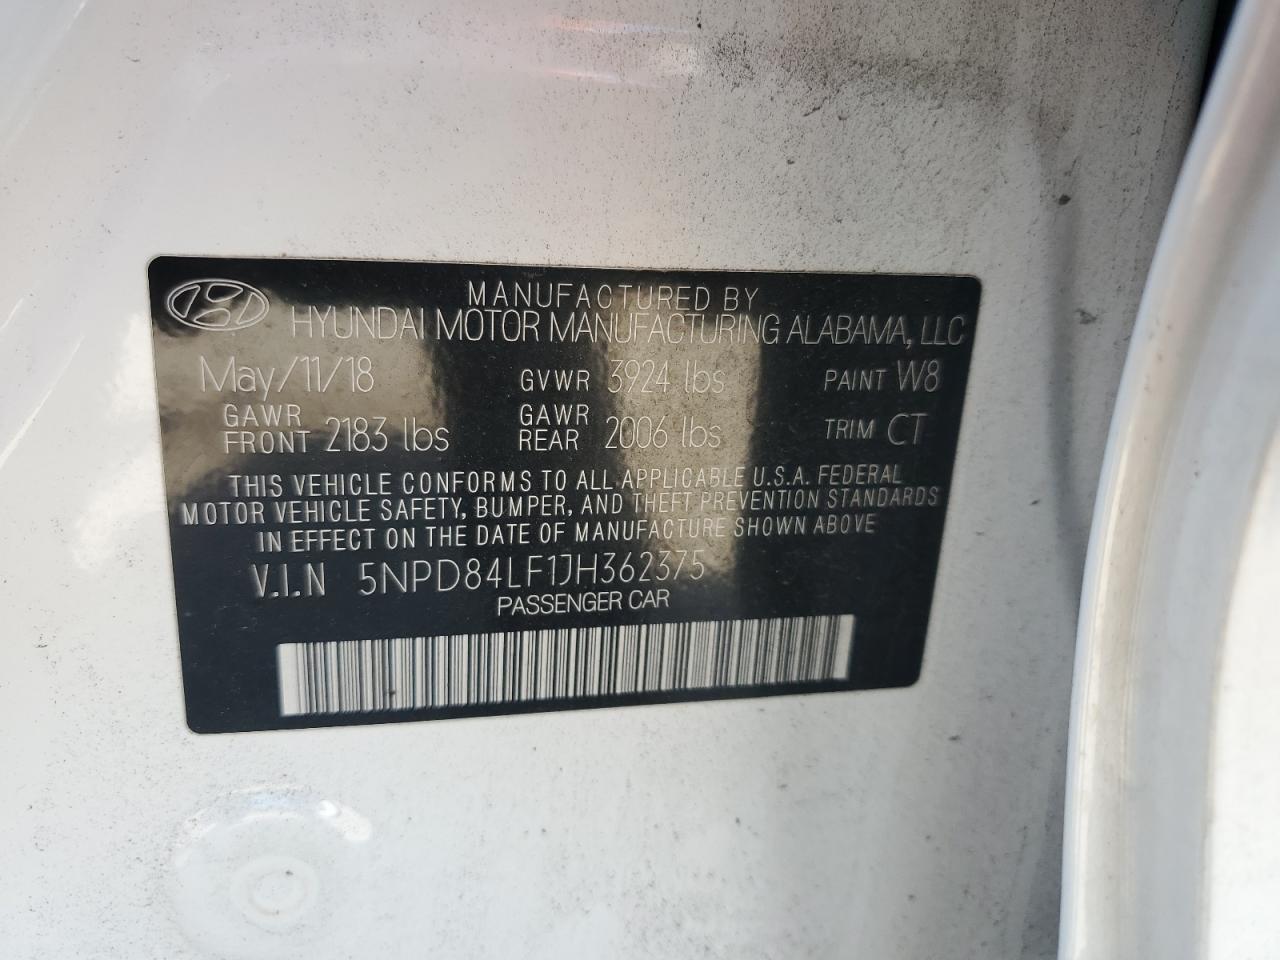 MANUFACTURED BY
HYUNDAI MOTOR MANUFACTURING ALABAMA, LLC
May/11/18 GVWR 3924 lbs PAINT W8
GAWR FRONT 2183 lbs GAWR REAR 2006 lbs TRIM CT
THIS VEHICLE CONFORMS TO ALL APPLICABLE U.S.A. FEDERAL
MOTOR VEHICLE SAFETY, BUMPER, AND THEFT PREVENTION STANDARDS
IN EFFECT ON THE DATE OF MANUFACTURE SHOWN ABOVE
V.I.N 5NPD84LF1JH362375
PASSENGER CAR